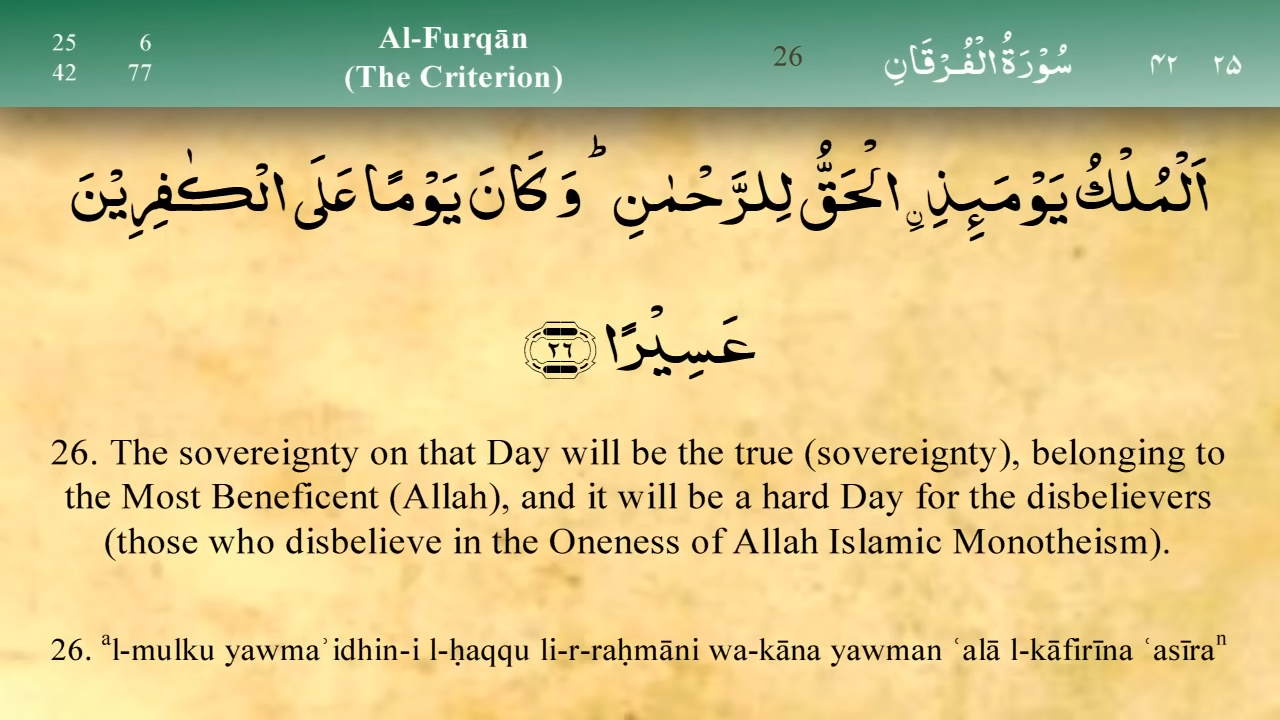 25 6 Al-Furqān 26 سُوْرَةُ الْفُرْقَانِ ۴۲ ۲۵
42 77 (The Criterion)
اَلْمُلْكُ يَوْمَىِٕذِ ۟الْحَقُّ لِلرَّحْمٰنِ ؕ وَكَانَ يَوْمًا عَلَى الْكٰفِرِيْنَ
عَسِيْرًا ٢٦
26. The sovereignty on that Day will be the true (sovereignty), belonging to
the Most Beneficent (Allah), and it will be a hard Day for the disbelievers
(those who disbelieve in the Oneness of Allah Islamic Monotheism).
26. ᵃl-mulku yawmaʾidhin-i l-ḥaqqu li-r-raḥmāni wa-kāna yawman ʿalā l-kāfirīna ʿasīraⁿ